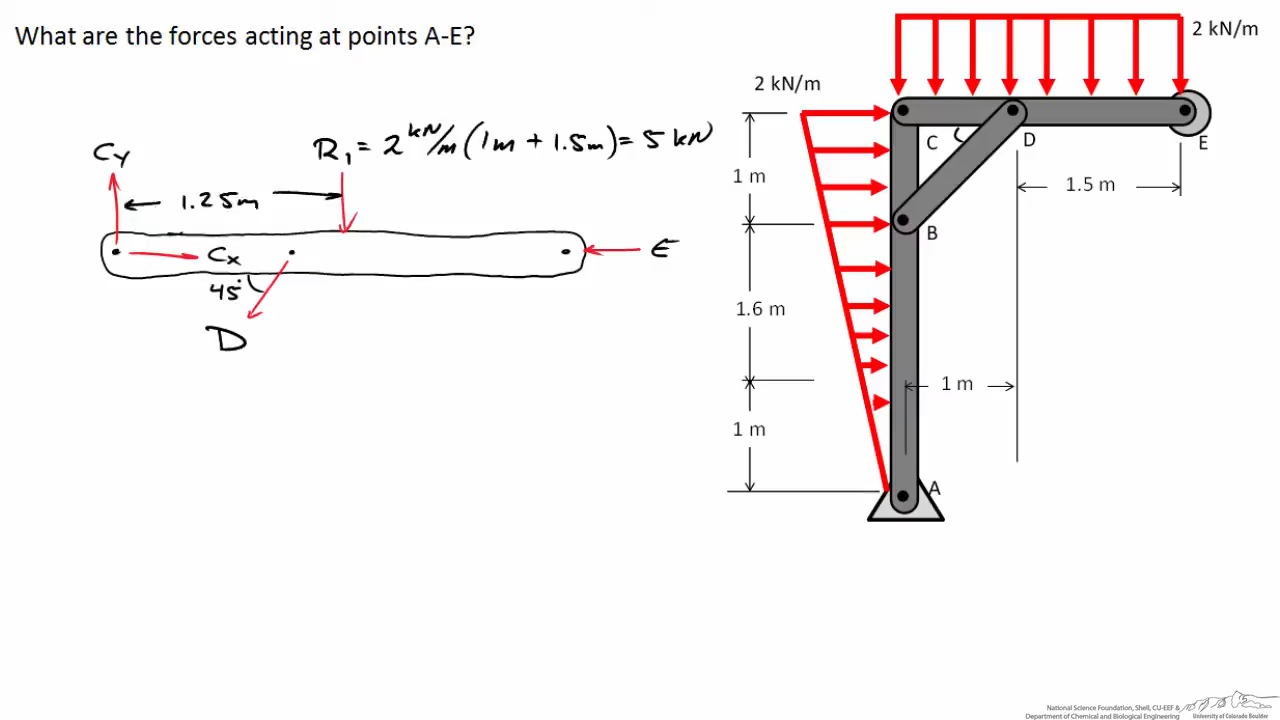 What are the forces acting at points A-E?
2 kN/m
2 kN/m
R₁ = 2 kN/m (1m + 1.5m) = 5 kN
Cy
1.25m
Cx
E
45°
D
C
D
E
1 m
1.5 m
B
1.6 m
1 m
1 m
A
National Science Foundation, Shell, CU-EEF &
Department of Chemical and Biological Engineering
University of Colorado Boulder